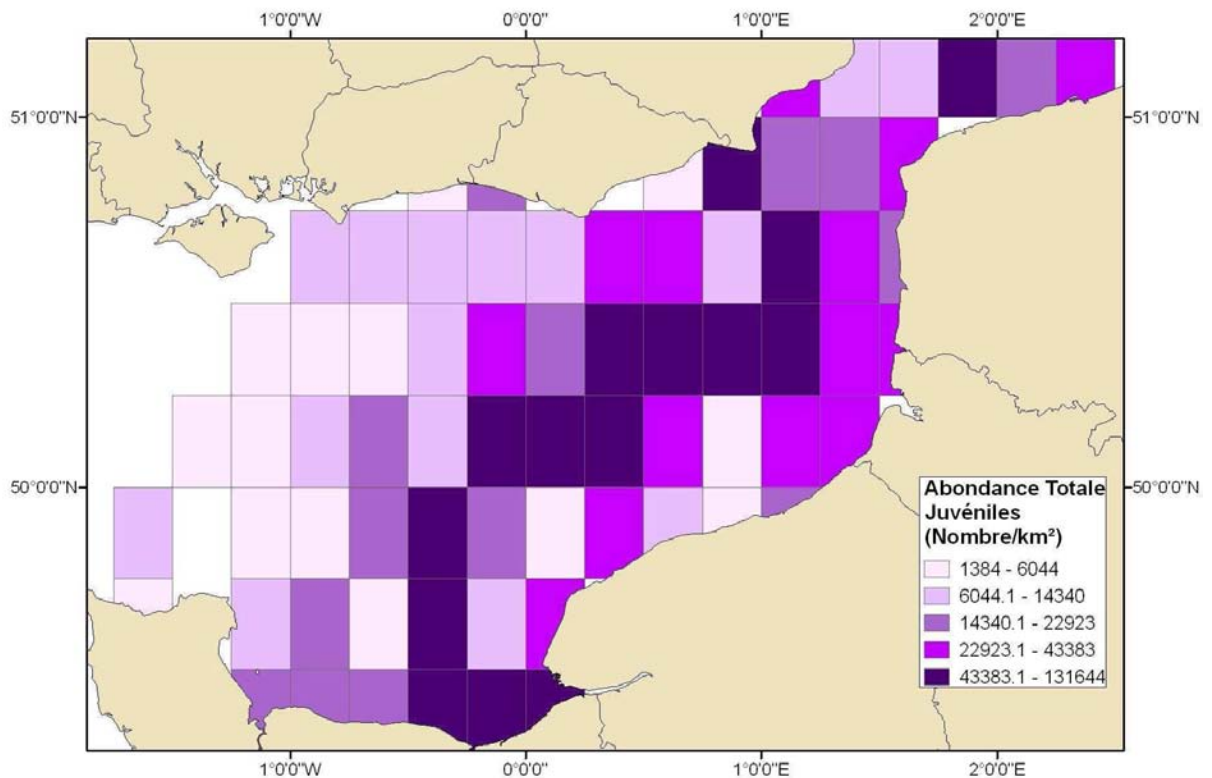 1°0'0"W 0°0'0" 1°0'0"E 2°0'0"E
51°0'0"N 51°0'0"N
50°0'0"N 50°0'0"N
Abondance Totale
Juvéniles
(Nombre/km²)
1384 - 6044
6044.1 - 14340
14340.1 - 22923
22923.1 - 43383
43383.1 - 131644
1°0'0"W 0°0'0" 1°0'0"E 2°0'0"E